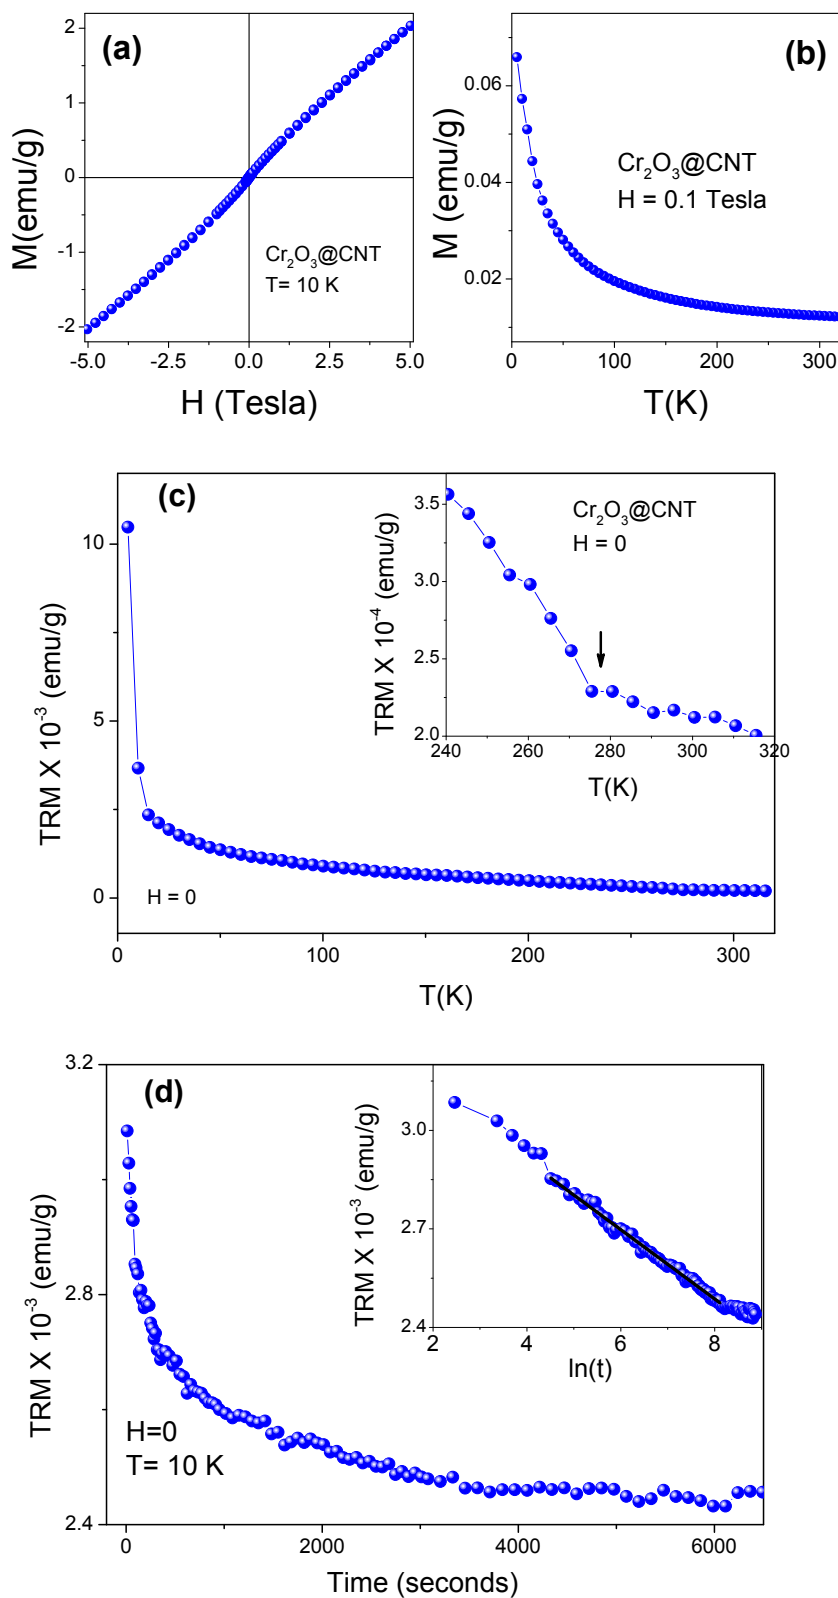 (a)
2
1
0
-1
-2
M(emu/g)
Cr₂O₃@CNT
T= 10 K
-5.0 -2.5 0.0 2.5 5.0
H (Tesla)
(b)
0.06
0.04
0.02
M (emu/g)
Cr₂O₃@CNT
H = 0.1 Tesla
0 100 200 300
T(K)
(c)
10
5
0
TRM X 10⁻³ (emu/g)
H = 0
0 100 200 300
T(K)
3.5
3.0
2.5
2.0
TRM X 10⁻⁴ (emu/g)
Cr₂O₃@CNT
H = 0
240 260 280 300 320
T(K)
(d)
3.2
2.8
2.4
TRM X 10⁻³ (emu/g)
H=0
T= 10 K
0 2000 4000 6000
Time (seconds)
3.0
2.7
2.4
TRM X 10⁻³ (emu/g)
2 4 6 8
ln(t)